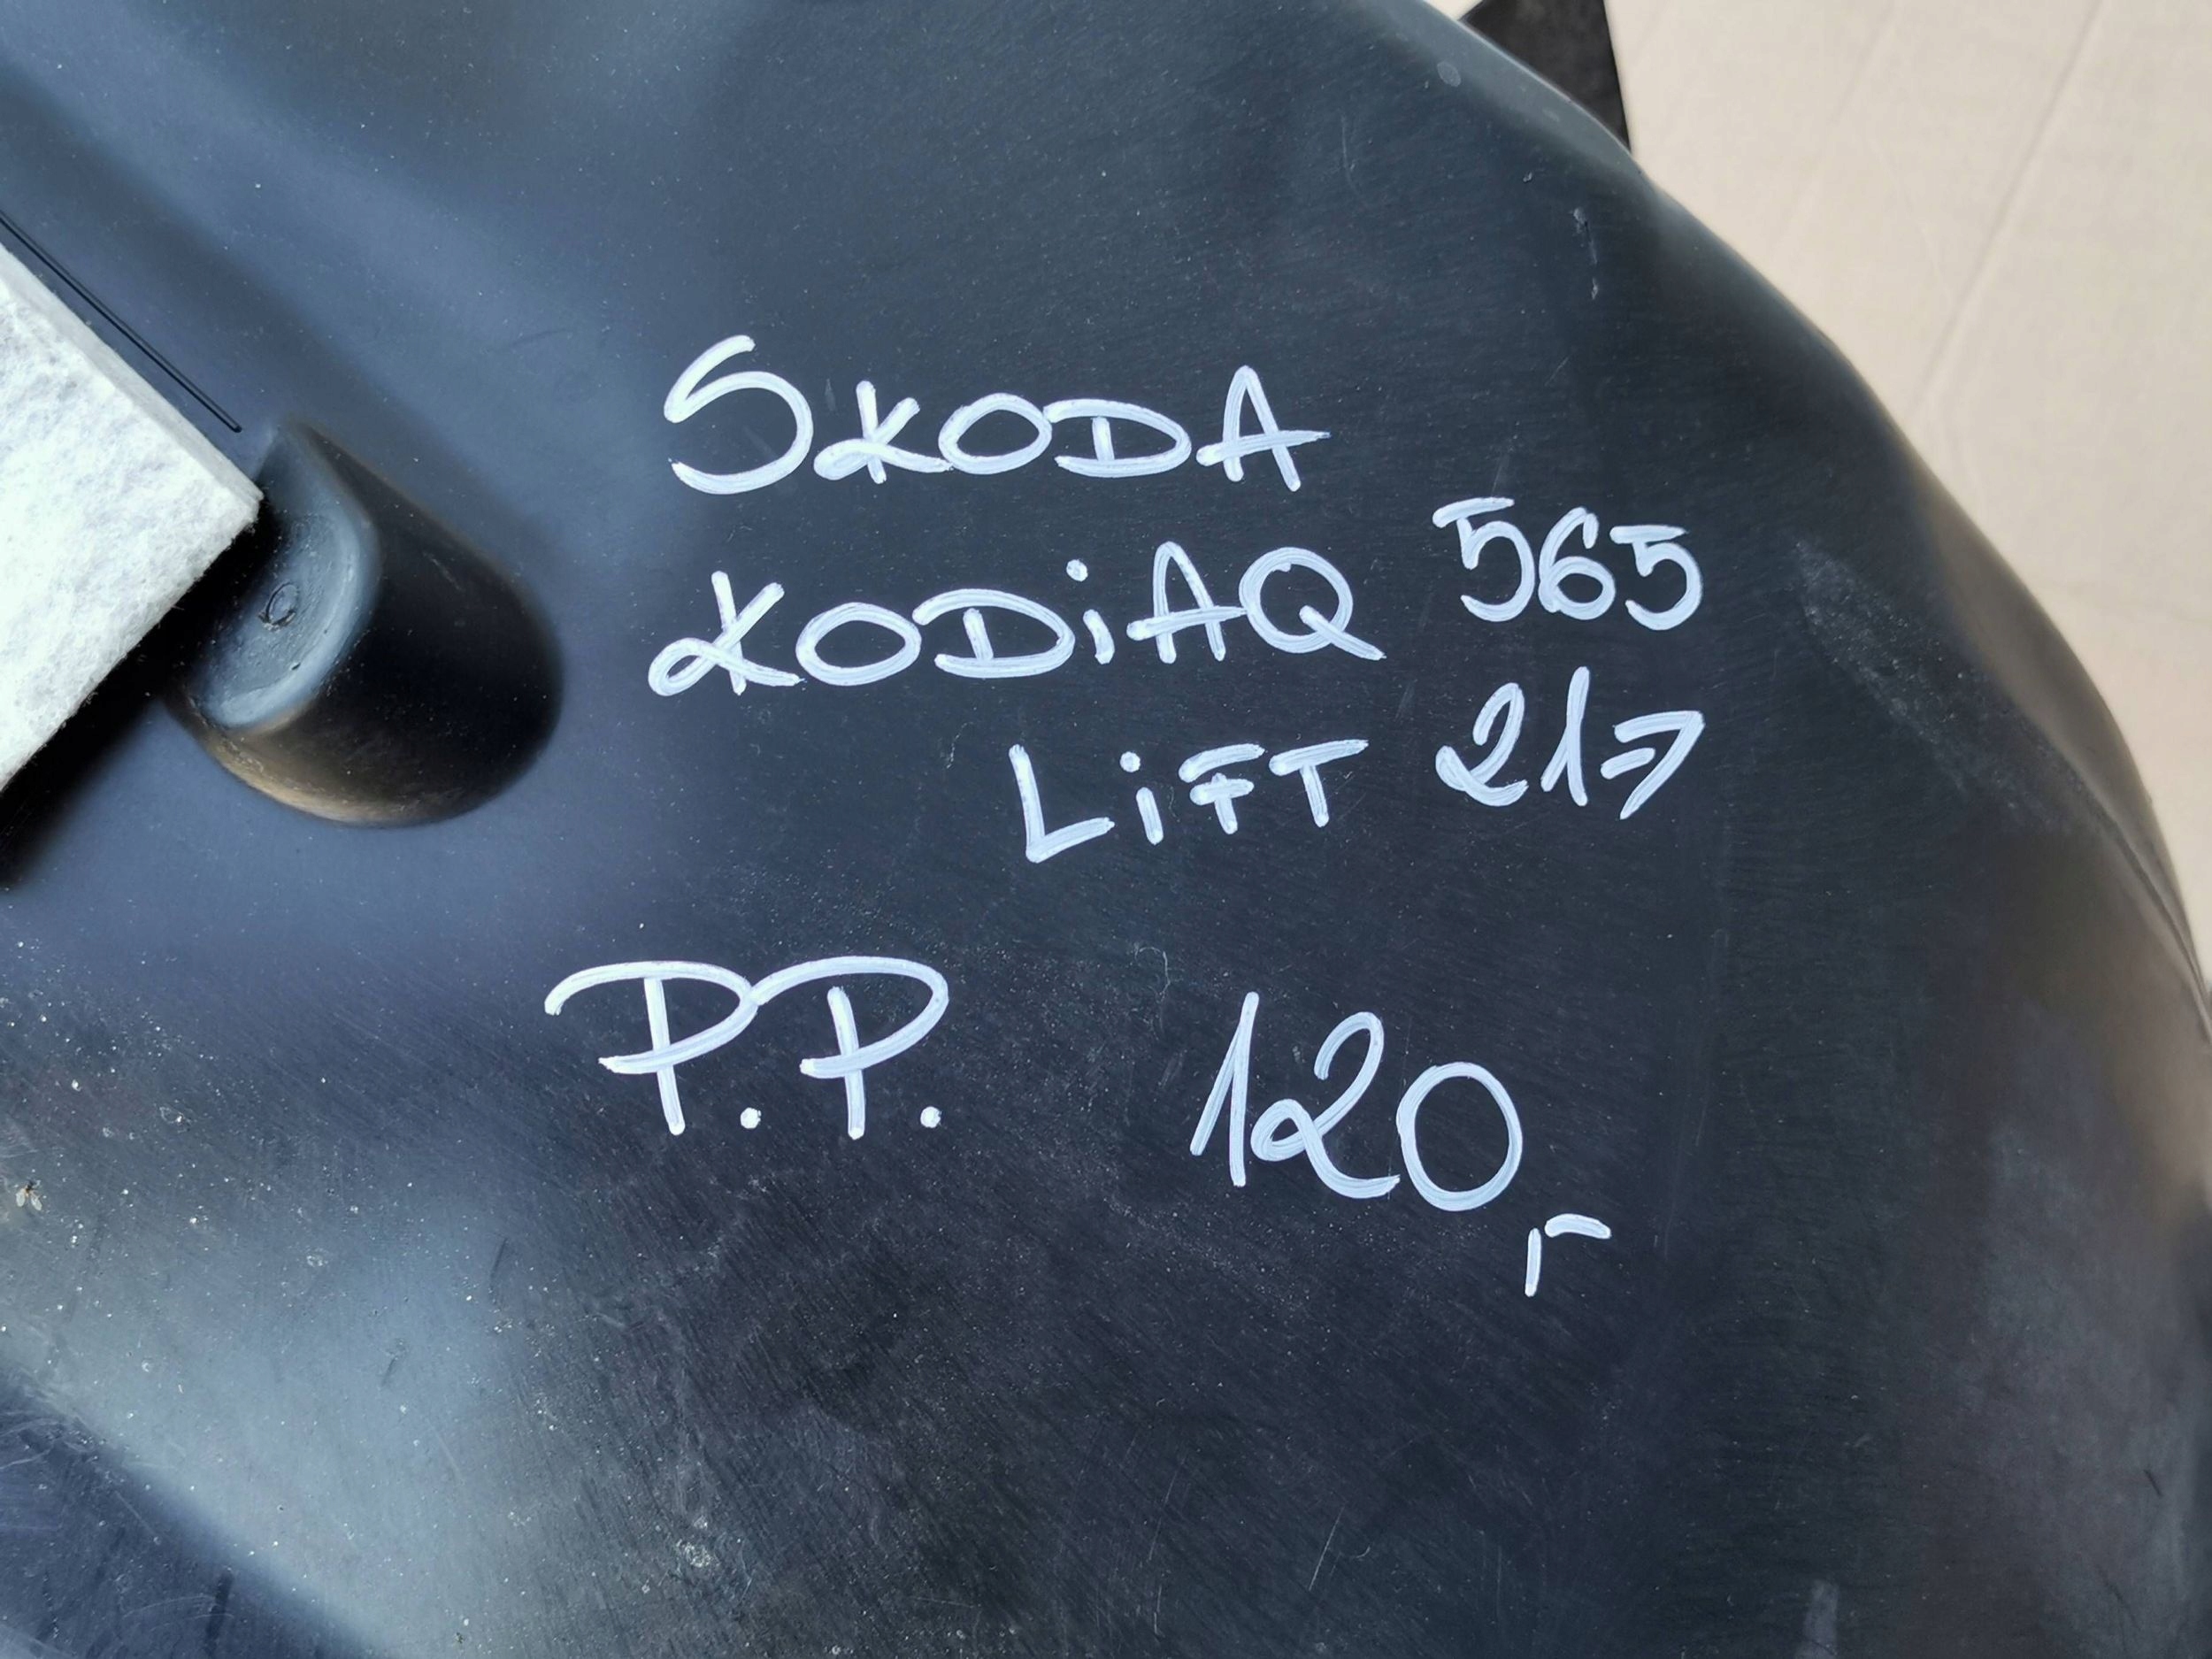 SKODA
KODiAQ 565
LiFT 21=>
P.P. 120,-